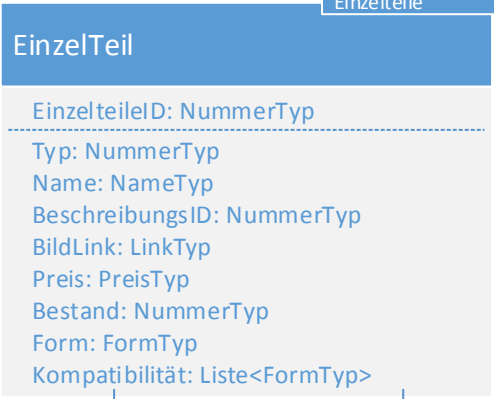 Einzelteile
EinzelTeil
EinzelteileID: NummerTyp
Typ: NummerTyp
Name: NameTyp
BeschreibungsID: NummerTyp
BildLink: LinkTyp
Preis: PreisTyp
Bestand: NummerTyp
Form: FormTyp
Kompatibilität: Liste<FormTyp>